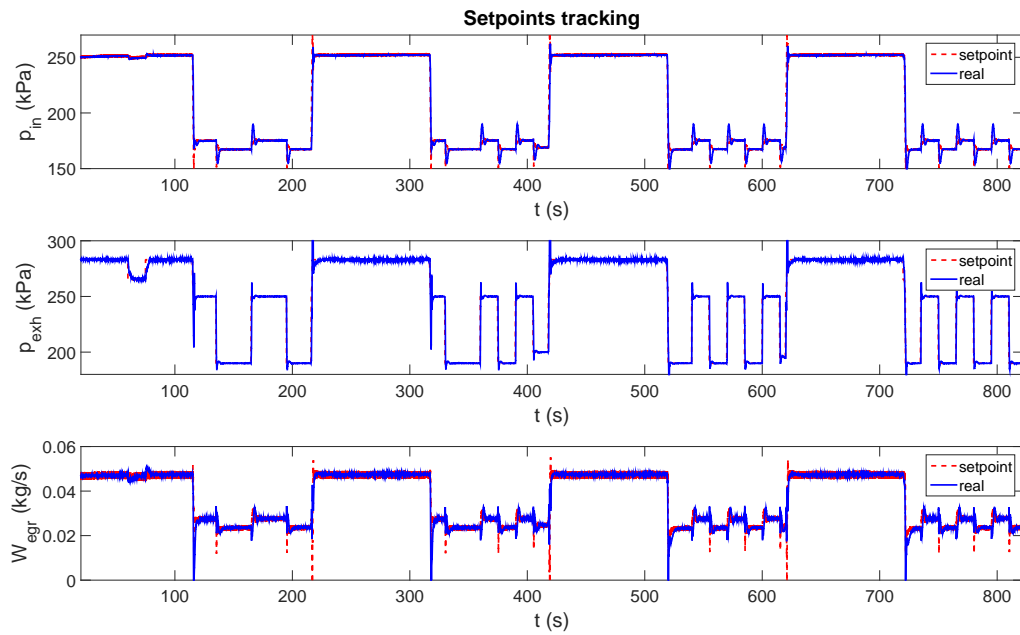 Setpoints tracking
p_in (kPa)
250
200
150
setpoint
real
100 200 300 400 500 600 700 800
t (s)
p_exh (kPa)
300
250
200
setpoint
real
100 200 300 400 500 600 700 800
t (s)
W_egr (kg/s)
0.06
0.04
0.02
0
setpoint
real
100 200 300 400 500 600 700 800
t (s)